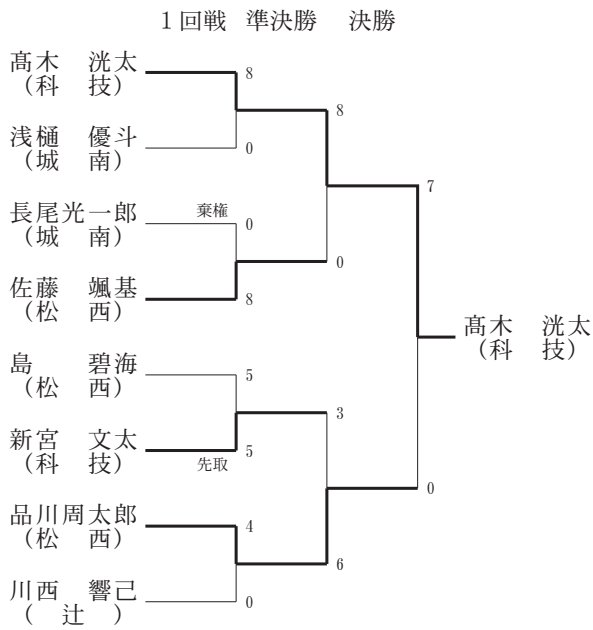 １回戦　準決勝　決勝
髙木　洸太
（科　技）
8
浅樋　優斗
（城　南）
0
8
長尾光一郎
（城　南）
棄権
0
佐藤　颯基
（松　西）
8
0
7
島　　碧海
（松　西）
5
新宮　文太
（科　技）
5
先取
3
品川周太郎
（松　西）
4
川西　響己
（　辻　）
0
6
0
髙木　洸太
（科　技）